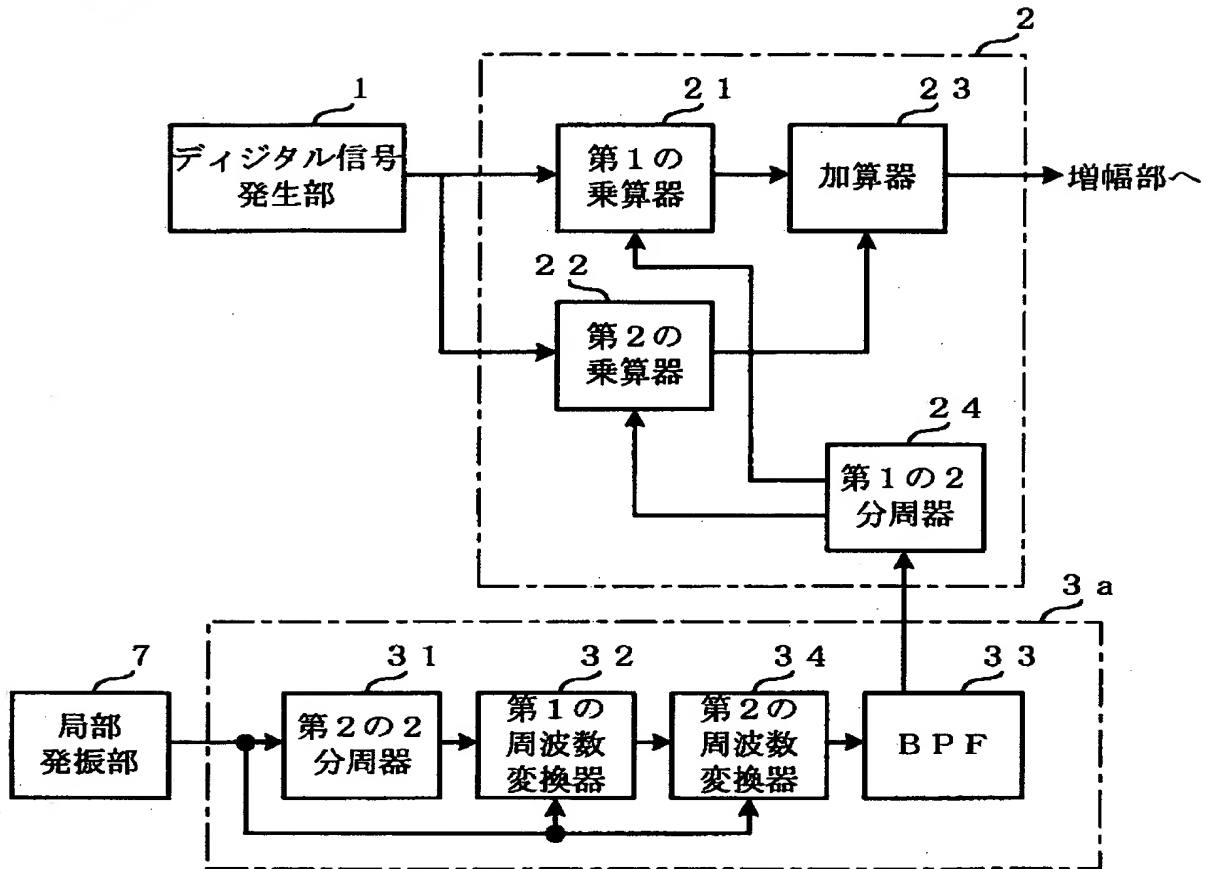 2
1
２１
２３
ディジタル信号
発生部
第１の
乗算器
加算器
増幅部へ
２２
第２の
乗算器
２４
第１の２
分周器
３ａ
7
３１
３２
３４
３３
局部
発振部
第２の２
分周器
第１の
周波数
変換器
第２の
周波数
変換器
ＢＰＦ